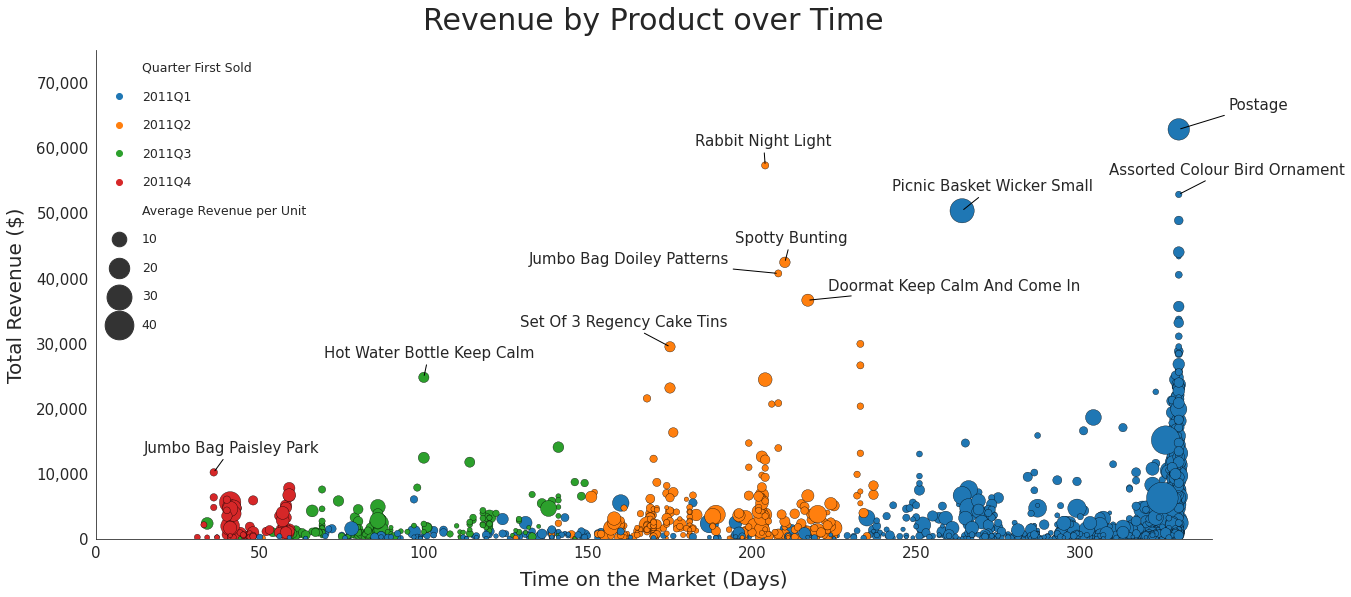 Revenue by Product over Time
Total Revenue ($)
70,000
60,000
50,000
40,000
30,000
20,000
10,000
0
Quarter First Sold
2011Q1
2011Q2
2011Q3
2011Q4
Average Revenue per Unit
10
20
30
40
Postage
Rabbit Night Light
Assorted Colour Bird Ornament
Picnic Basket Wicker Small
Spotty Bunting
Jumbo Bag Doiley Patterns
Doormat Keep Calm And Come In
Set Of 3 Regency Cake Tins
Hot Water Bottle Keep Calm
Jumbo Bag Paisley Park
0 50 100 150 200 250 300
Time on the Market (Days)